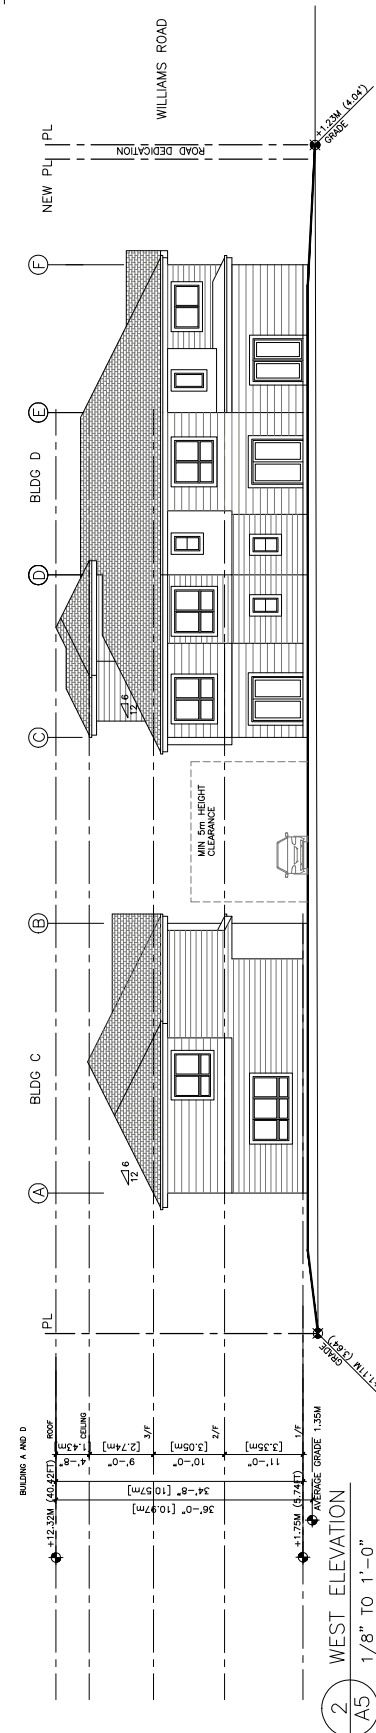 WILLIAMS ROAD
NEW PL
PL
ROAD DEDICATION
+1.23M (4.04')
GRADE
F
E
BLDG D
D
C
6
12
MIN 5m HEIGHT
CLEARANCE
B
BLDG C
A
6
12
PL
+1.11M (3.64')
GRADE
BUILDING A AND D
+12.32M (40.42FT)
ROOF
CEILING
3/F
2/F
1/F
4'-8"
1.43m]
9'-0"
[2.74m]
10'-0"
[3.05m]
11'-0"
[3.35m]
34'-8" [10.57m]
36'-0" [10.97m]
+1.75M (5.74FT)
AVERAGE GRADE 1.35M
2
A5
WEST ELEVATION
1/8" TO 1'-0"